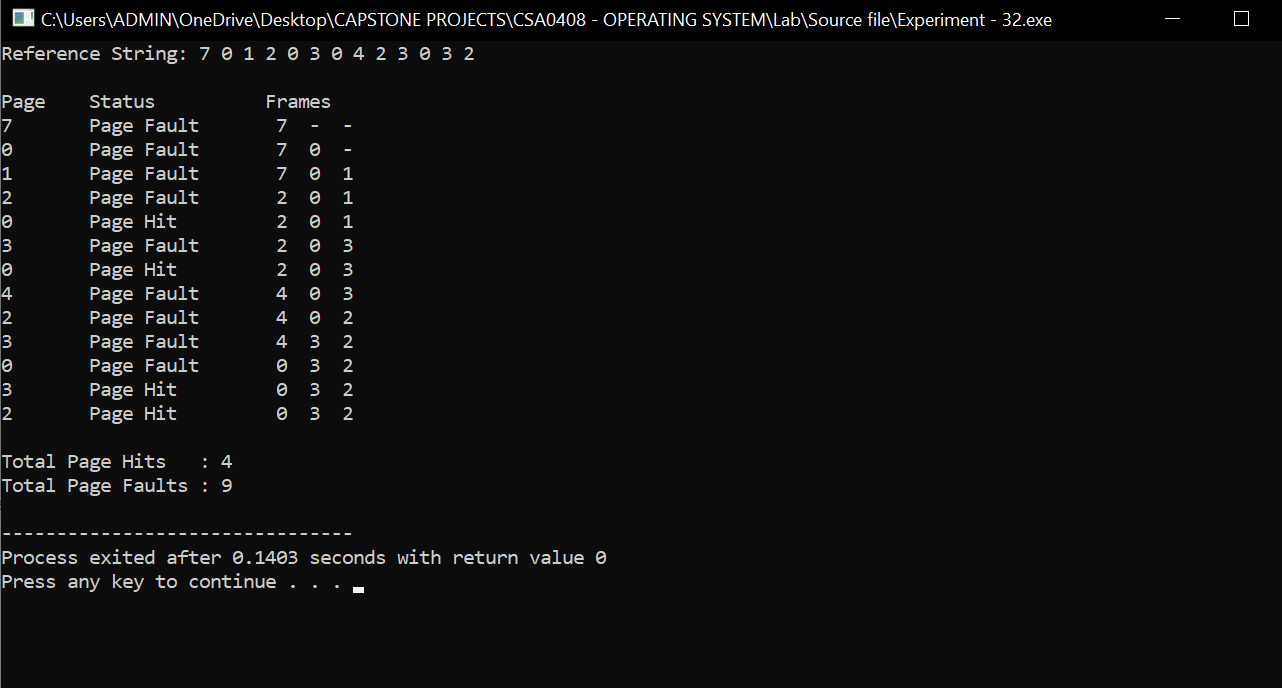 C:\Users\ADMIN\OneDrive\Desktop\CAPSTONE PROJECTS\CSA0408 - OPERATING SYSTEM\Lab\Source file\Experiment - 32.exe
Reference String: 7 0 1 2 0 3 0 4 2 3 0 3 2
Page    Status          Frames
7       Page Fault       7  -  -
0       Page Fault       7  0  -
1       Page Fault       7  0  1
2       Page Fault       2  0  1
0       Page Hit         2  0  1
3       Page Fault       2  0  3
0       Page Hit         2  0  3
4       Page Fault       4  0  3
2       Page Fault       4  0  2
3       Page Fault       4  3  2
0       Page Fault       0  3  2
3       Page Hit         0  3  2
2       Page Hit         0  3  2
Total Page Hits   : 4
Total Page Faults : 9
--------------------------------
Process exited after 0.1403 seconds with return value 0
Press any key to continue . . .